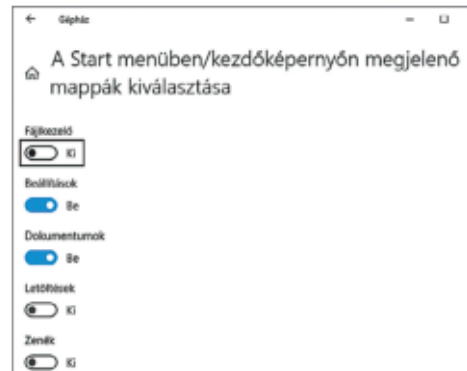 Gépház
A Start menüben/kezdőképernyőn megjelenő
mappák kiválasztása
Fájlkezelő
Ki
Beállítások
Be
Dokumentumok
Be
Letöltések
Ki
Zenék
Ki